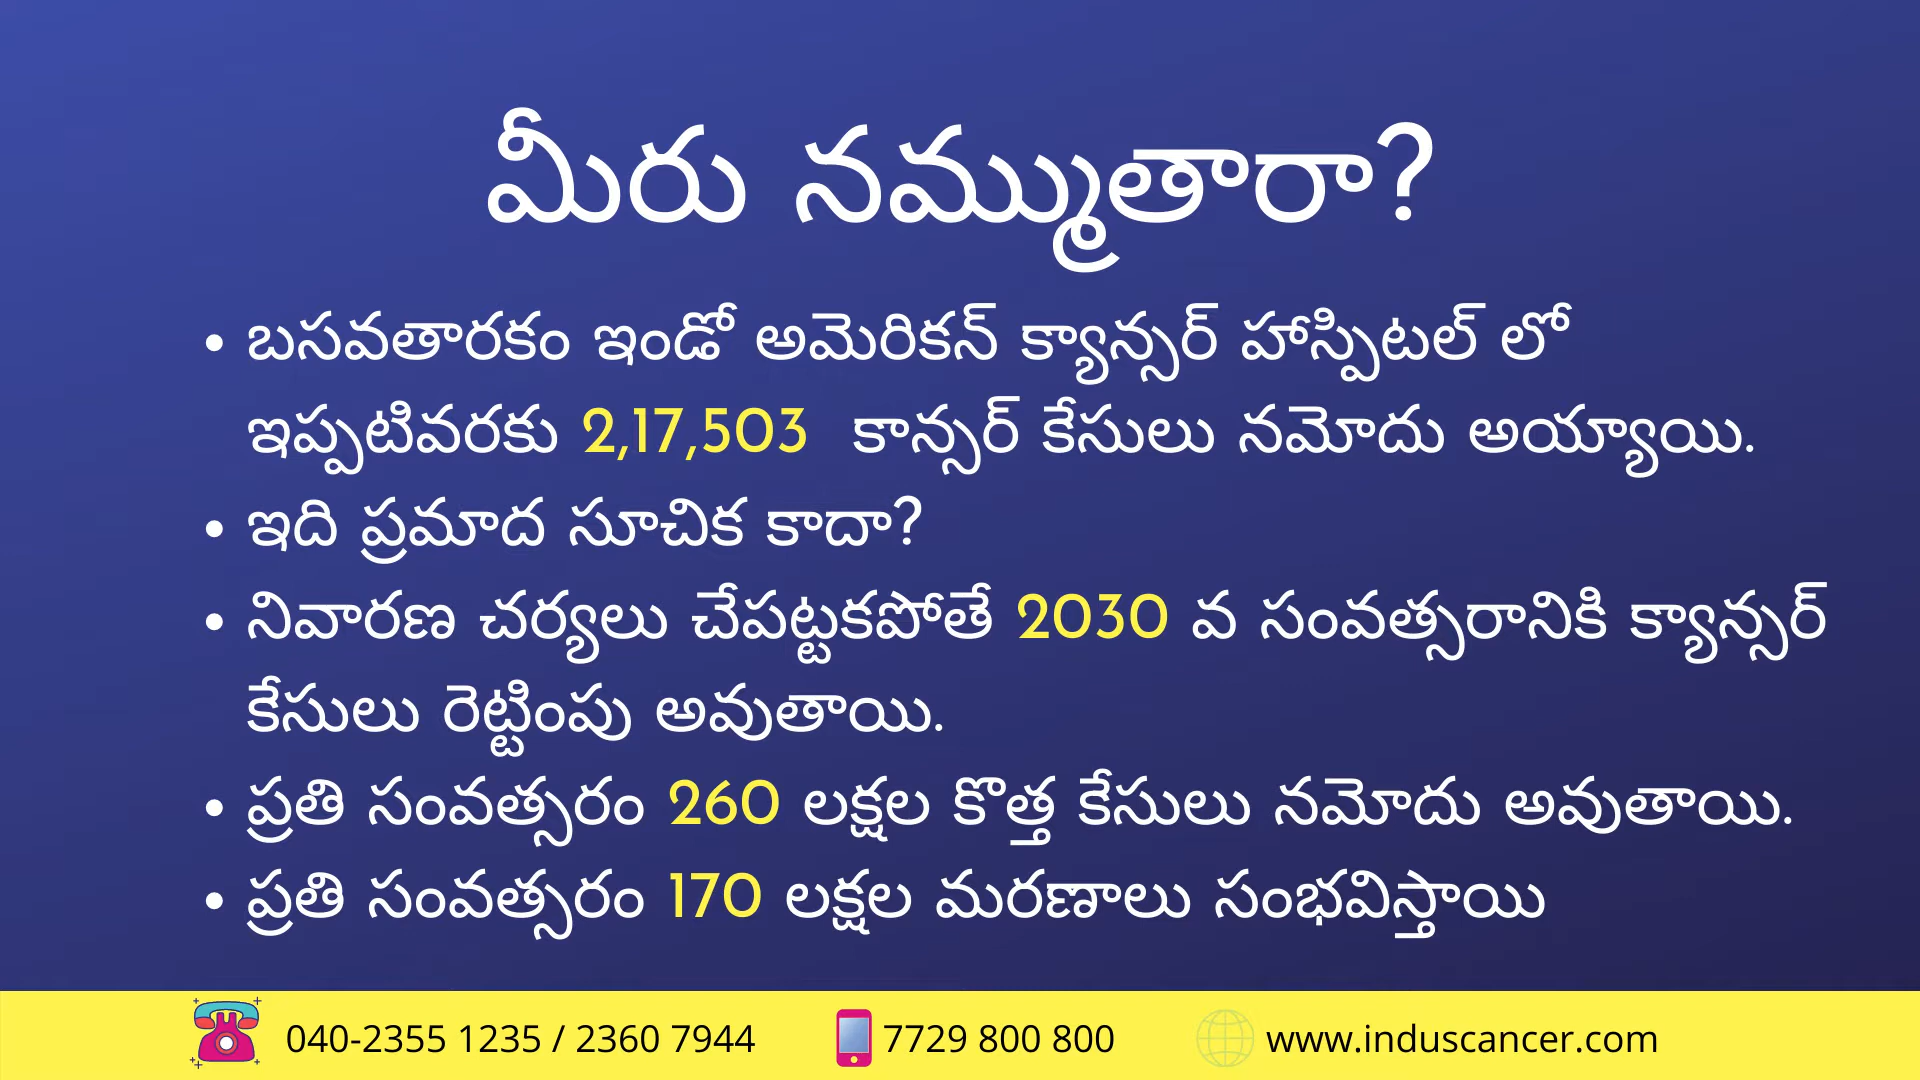 మీరు నమ్ముతారా?
• బసవతారకం ఇండో అమెరికన్ క్యాన్సర్ హాస్పిటల్ లో
ఇప్పటివరకు 2,17,503 కాన్సర్ కేసులు నమోదు అయ్యాయి.
• ఇది ప్రమాద సూచిక కాదా?
• నివారణ చర్యలు చేపట్టకపోతే 2030 వ సంవత్సరానికి క్యాన్సర్
కేసులు రెట్టింపు అవుతాయి.
• ప్రతి సంవత్సరం 260 లక్షల కొత్త కేసులు నమోదు అవుతాయి.
• ప్రతి సంవత్సరం 170 లక్షల మరణాలు సంభవిస్తాయి
040-2355 1235 / 2360 7944 7729 800 800 www.induscancer.com